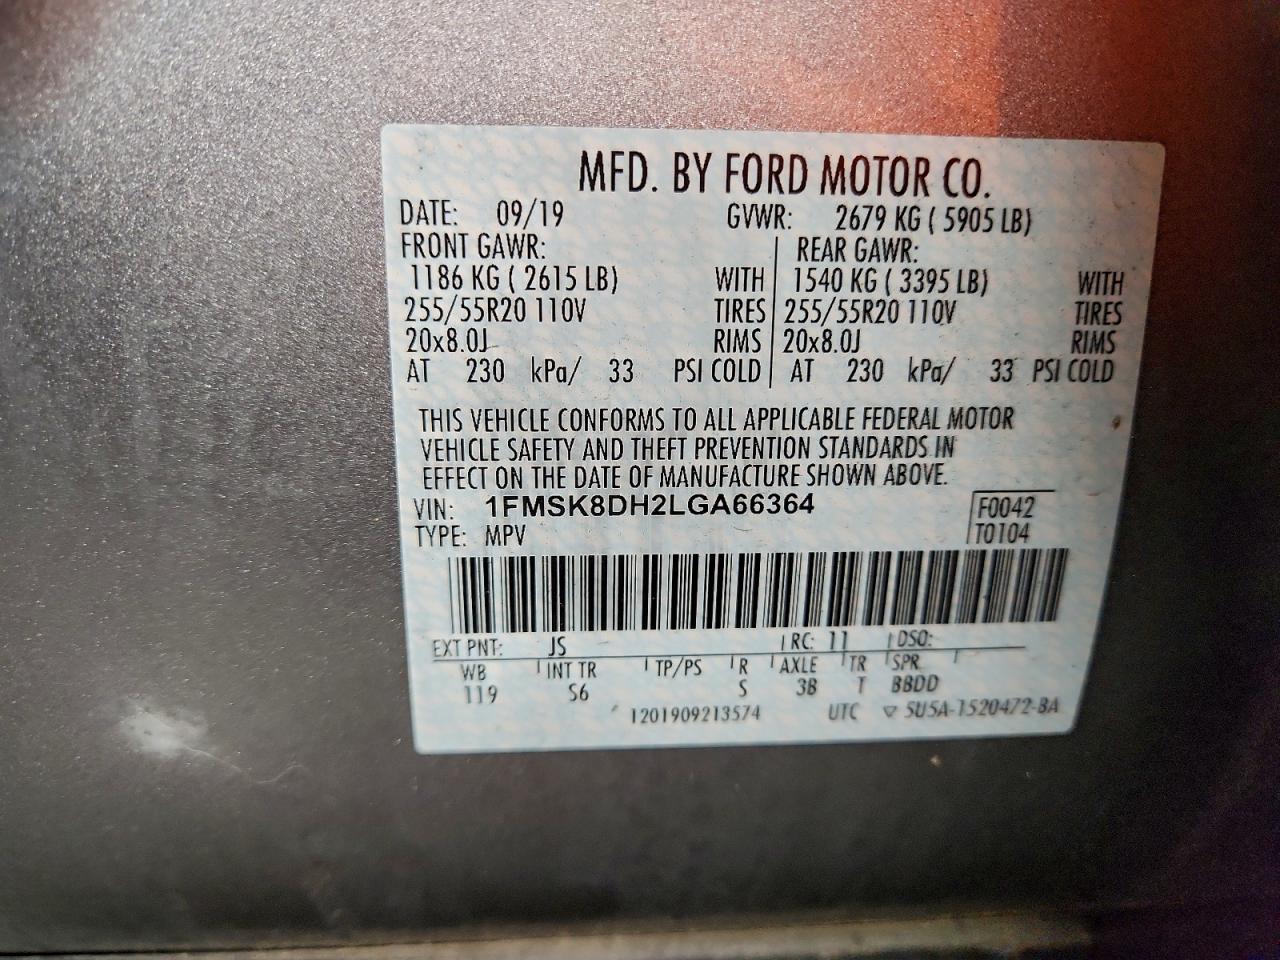 MFD. BY FORD MOTOR CO.
DATE: 09/19 GVWR: 2679 KG ( 5905 LB)
FRONT GAWR: REAR GAWR:
1186 KG ( 2615 LB) WITH 1540 KG ( 3395 LB) WITH
255/55R20 110V TIRES 255/55R20 110V TIRES
20x8.0J RIMS 20x8.0J RIMS
AT 230 kPa/ 33 PSI COLD AT 230 kPa/ 33 PSI COLD
THIS VEHICLE CONFORMS TO ALL APPLICABLE FEDERAL MOTOR
VEHICLE SAFETY AND THEFT PREVENTION STANDARDS IN
EFFECT ON THE DATE OF MANUFACTURE SHOWN ABOVE.
VIN: 1FMSK8DH2LGA66364 F0042
TYPE: MPV T0104
EXT PNT: JS RC: 11 DSO:
WB INT TR TP/PS R AXLE TR SPR
119 S6 S 3B T BBDD
1201909213574 UTC ▽ 5U5A-1520472-BA